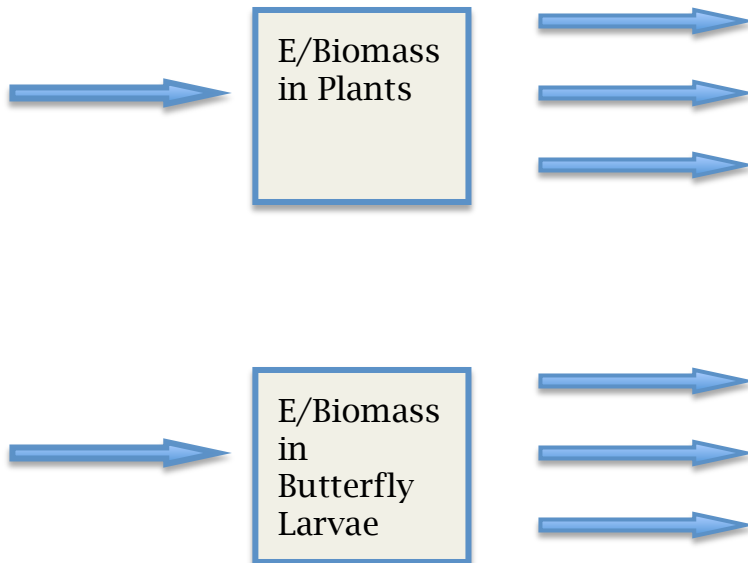 E/Biomass
in Plants
E/Biomass
in
Butterfly
Larvae